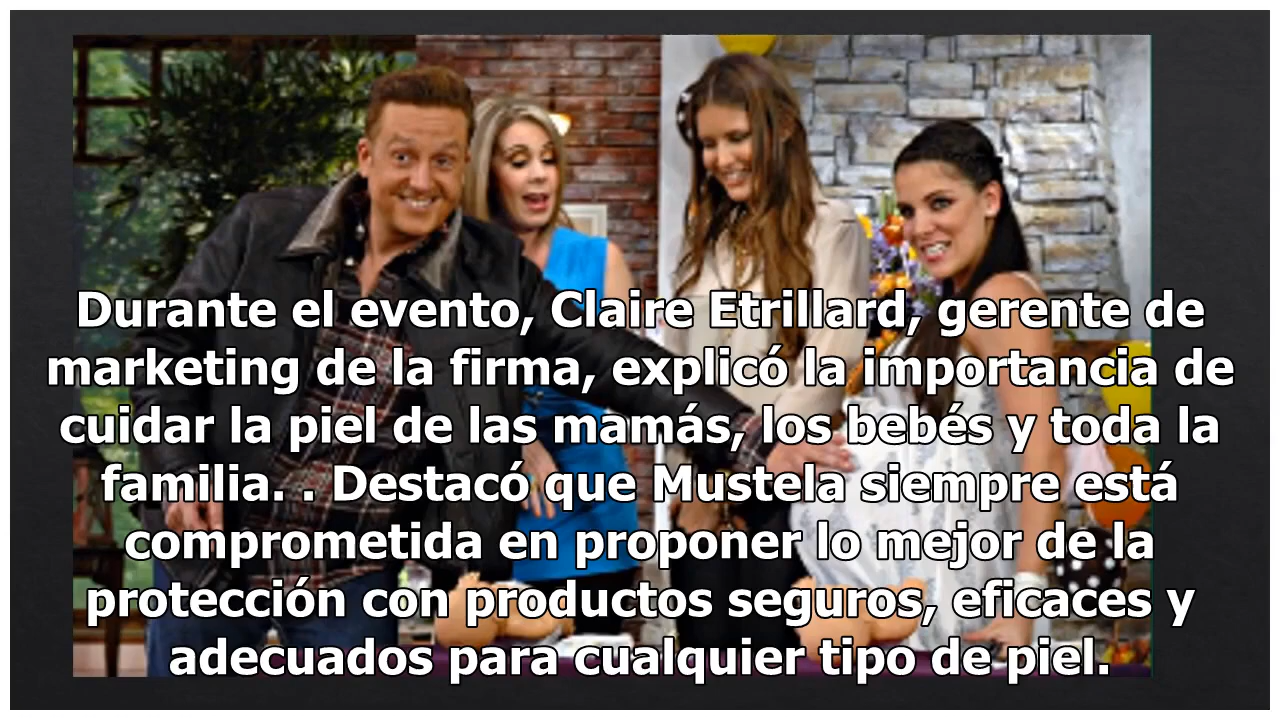 Durante el evento, Claire Etrillard, gerente de
marketing de la firma, explicó la importancia de
cuidar la piel de las mamás, los bebés y toda la
familia. . Destacó que Mustela siempre está
comprometida en proponer lo mejor de la
protección con productos seguros, eficaces y
adecuados para cualquier tipo de piel.